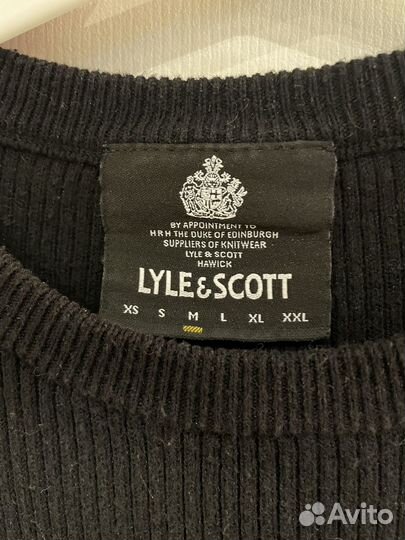 BY APPOINTMENT TO
H R H THE DUKE OF EDINBURGH
SUPPLIERS OF KNITWEAR
LYLE & SCOTT
HAWICK
LYLE & SCOTT
XS S M L XL XXL
Avito